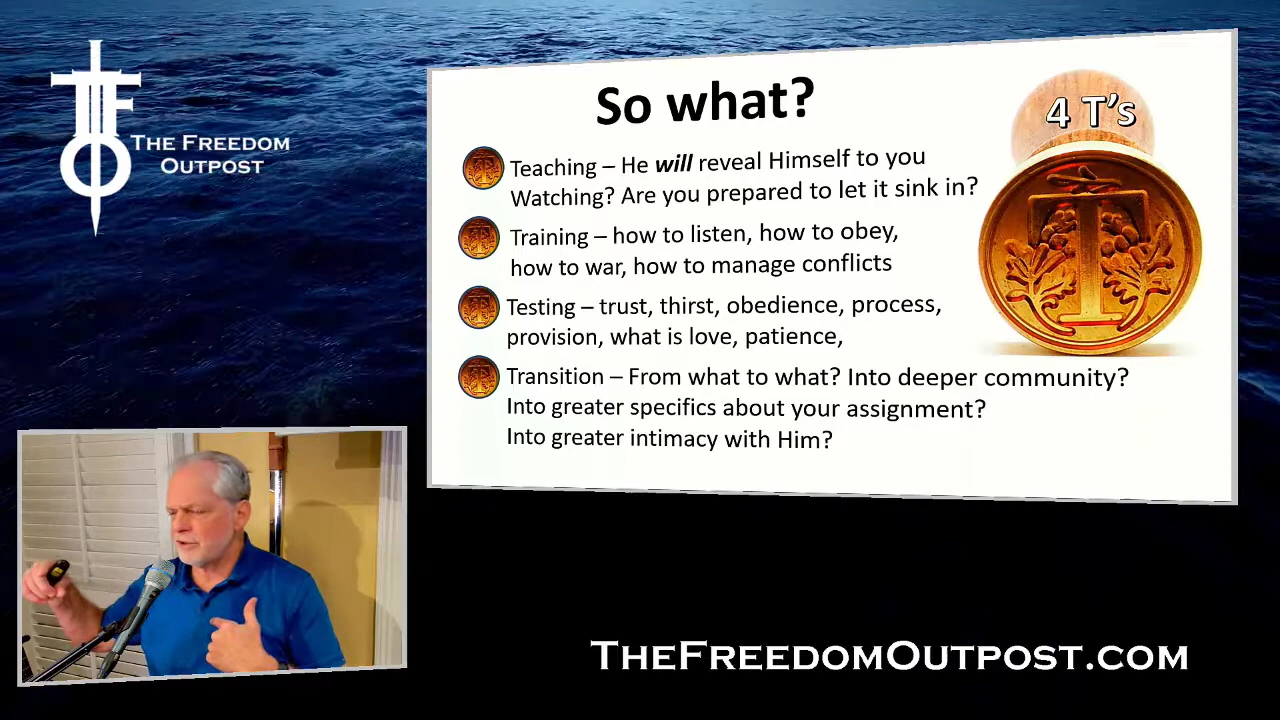 THE FREEDOM
OUTPOST
So what?
4 T's
Teaching – He will reveal Himself to you
Watching? Are you prepared to let it sink in?
Training – how to listen, how to obey,
how to war, how to manage conflicts
Testing – trust, thirst, obedience, process,
provision, what is love, patience,
Transition – From what to what? Into deeper community?
Into greater specifics about your assignment?
Into greater intimacy with Him?
T
THEFREEDOMOUTPOST.COM